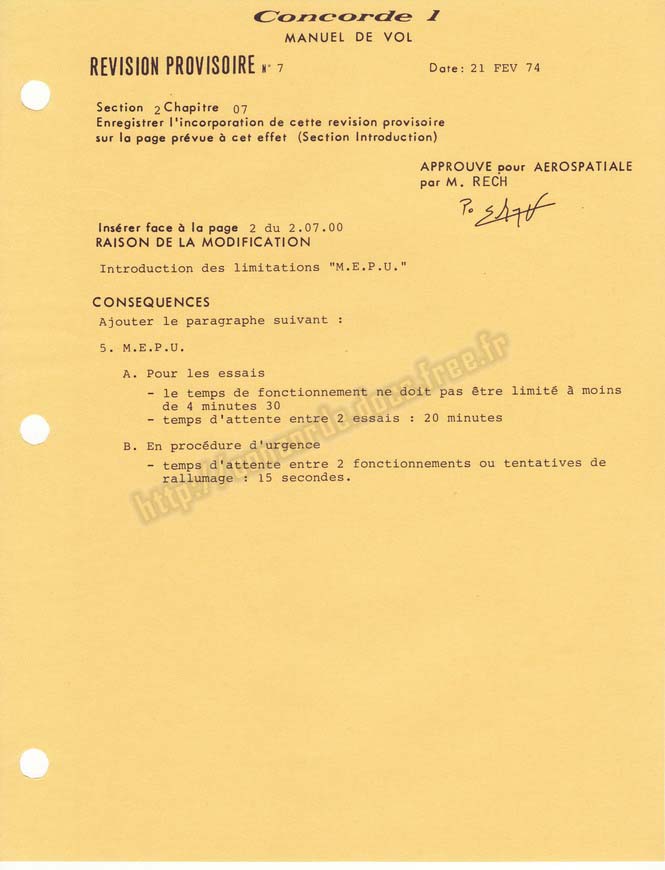 Concorde 1
MANUEL DE VOL
REVISION PROVISOIRE N° 7
Date: 21 FEV 74
Section 2 Chapitre 07
Enregistrer l'incorporation de cette revision provisoire
sur la page prévue à cet effet (Section Introduction)
APPROUVE pour AEROSPATIALE
par M. RECH
Po
Insérer face à la page 2 du 2.07.00
RAISON DE LA MODIFICATION
Introduction des limitations "M.E.P.U."
CONSEQUENCES
Ajouter le paragraphe suivant :
5. M.E.P.U.
A. Pour les essais
- le temps de fonctionnement ne doit pas être limité à moins
de 4 minutes 30
- temps d'attente entre 2 essais : 20 minutes
B. En procédure d'urgence
- temps d'attente entre 2 fonctionnements ou tentatives de
rallumage : 15 secondes.